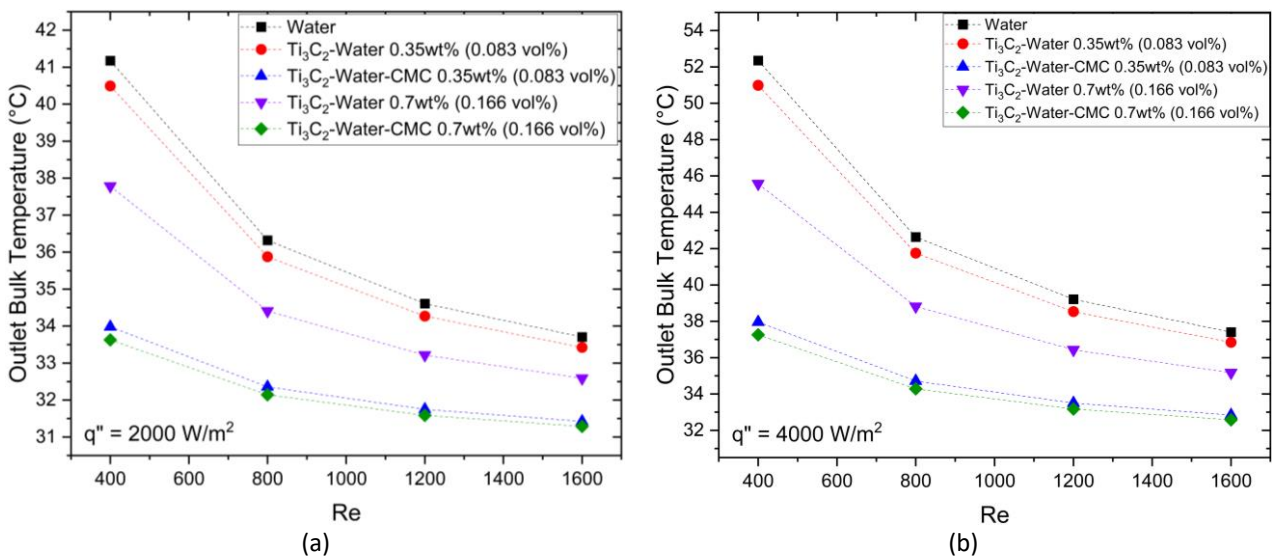 42
41
40
39
38
37
36
35
34
33
32
31
Outlet Bulk Temperature (°C)
Water
Ti₃C₂-Water 0.35wt% (0.083 vol%)
Ti₃C₂-Water-CMC 0.35wt% (0.083 vol%)
Ti₃C₂-Water 0.7wt% (0.166 vol%)
Ti₃C₂-Water-CMC 0.7wt% (0.166 vol%)
q" = 2000 W/m²
400 600 800 1000 1200 1400 1600
Re
(a)
54
52
50
48
46
44
42
40
38
36
34
32
Outlet Bulk Temperature (°C)
Water
Ti₃C₂-Water 0.35wt% (0.083 vol%)
Ti₃C₂-Water-CMC 0.35wt% (0.083 vol%)
Ti₃C₂-Water 0.7wt% (0.166 vol%)
Ti₃C₂-Water-CMC 0.7wt% (0.166 vol%)
q" = 4000 W/m²
400 600 800 1000 1200 1400 1600
Re
(b)